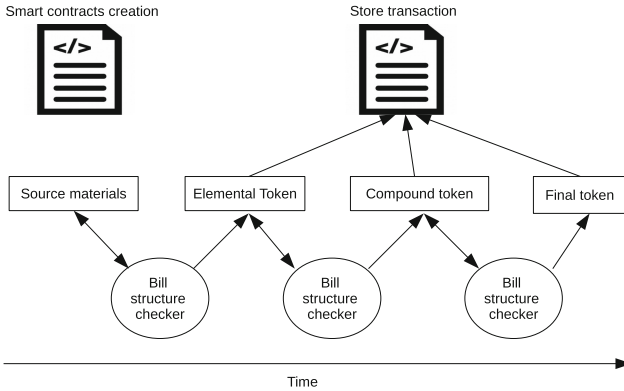 Smart contracts creation
Store transaction
</>
</>
Source materials
Elemental Token
Compound token
Final token
Bill
structure
checker
Bill
structure
checker
Bill
structure
checker
Time